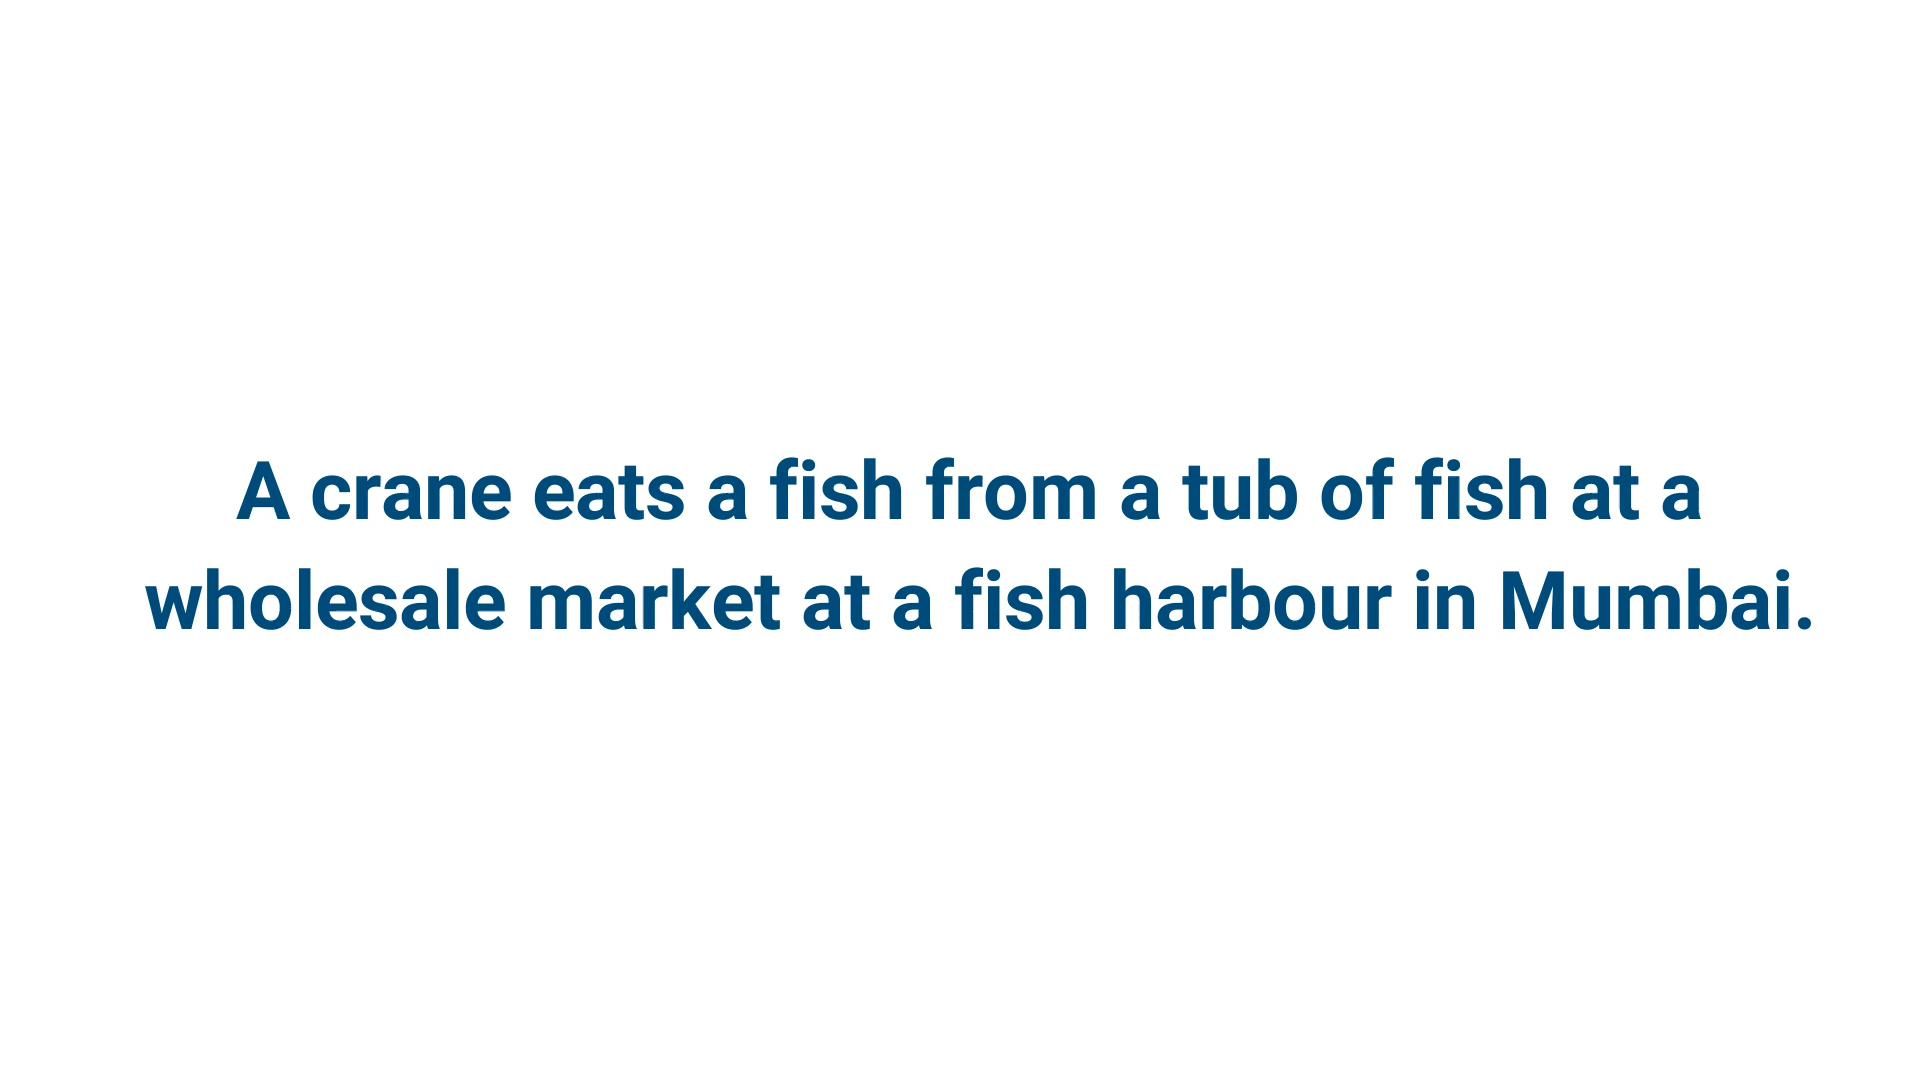 A crane eats a fish from a tub of fish at a
wholesale market at a fish harbour in Mumbai.